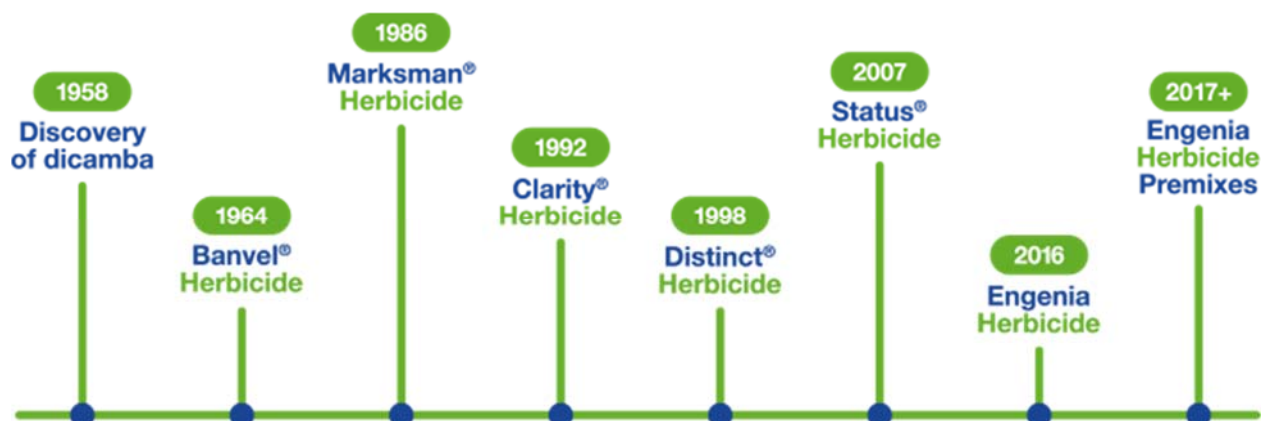 1958
Discovery
of dicamba
1964
Banvel®
Herbicide
1986
Marksman®
Herbicide
1992
Clarity®
Herbicide
1998
Distinct®
Herbicide
2007
Status®
Herbicide
2016
Engenia
Herbicide
2017+
Engenia
Herbicide
Premixes